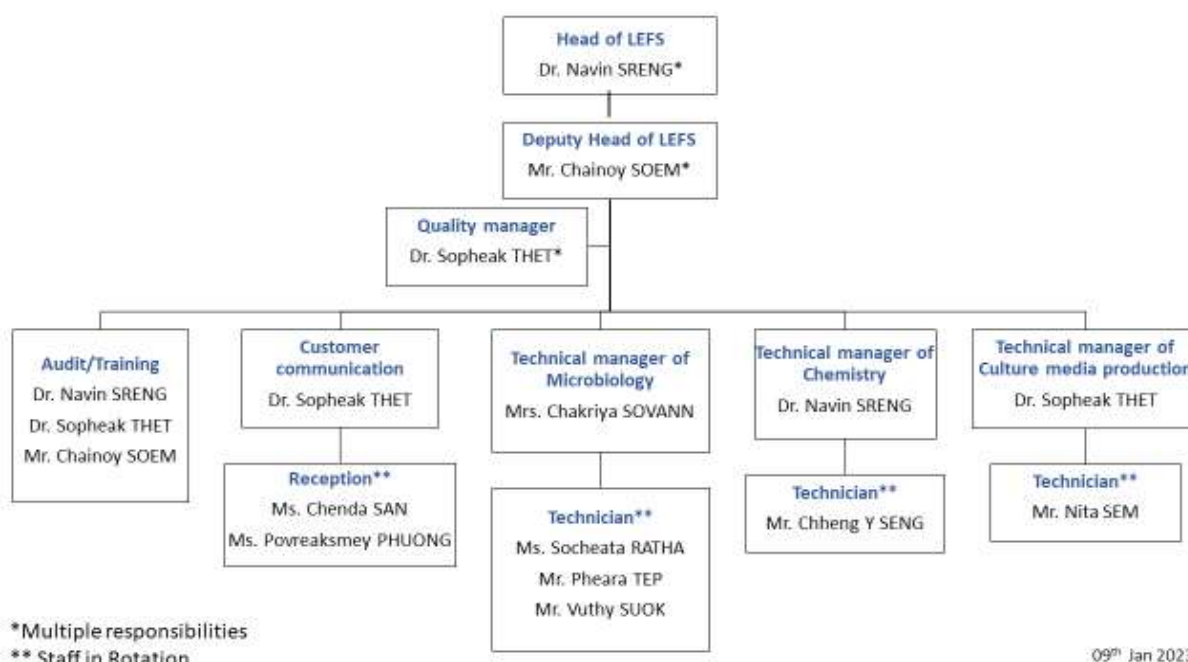 Head of LEFS
Dr. Navin SRENG*
Deputy Head of LEFS
Mr. Chainoy SOEM*
Quality manager
Dr. Sopheak THET*
Audit/Training
Dr. Navin SRENG
Dr. Sopheak THET
Mr. Chainoy SOEM
Customer
communication
Dr. Sopheak THET
Reception**
Ms. Chenda SAN
Ms. Povreaksmey PHUONG
Technical manager of
Microbiology
Mrs. Chakriya SOVANN
Technician**
Ms. Socheata RATHA
Mr. Pheara TEP
Mr. Vuthy SUOK
Technical manager of
Chemistry
Dr. Navin SRENG
Technician**
Mr. Chheng Y SENG
Technical manager of
Culture media production
Dr. Sopheak THET
Technician**
Mr. Nita SEM
*Multiple responsibilities
** Staff in Rotation
09th Jan 2023